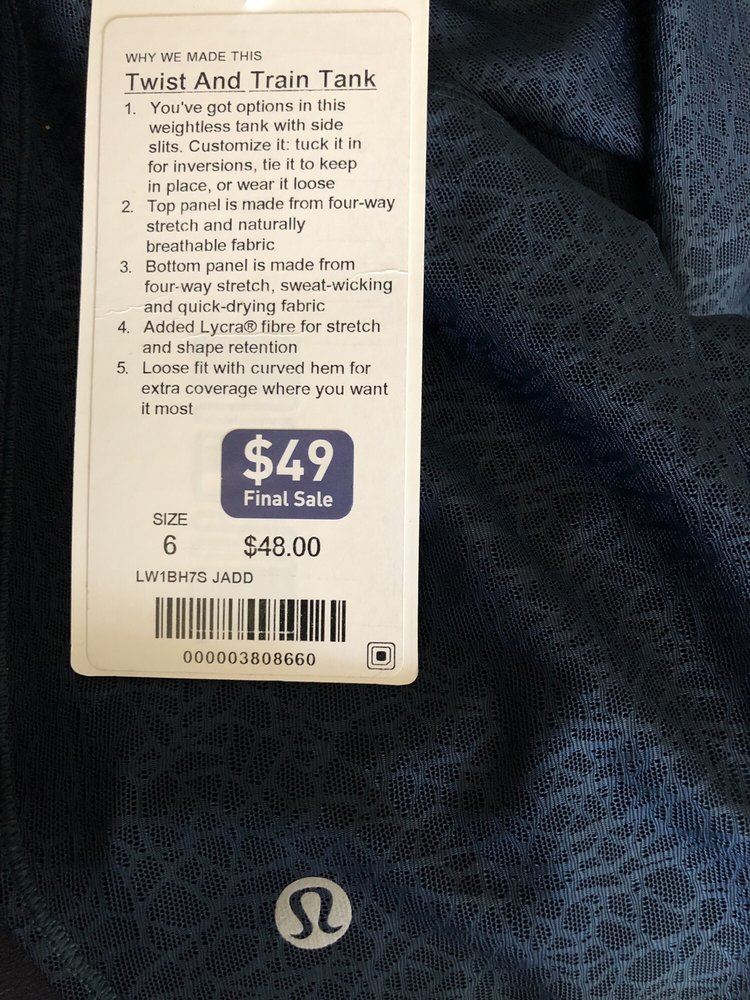 WHY WE MADE THIS
Twist And Train Tank
1. You've got options in this
weightless tank with side
slits. Customize it: tuck it in
for inversions, tie it to keep
in place, or wear it loose
2. Top panel is made from four-way
stretch and naturally
breathable fabric
3. Bottom panel is made from
four-way stretch, sweat-wicking
and quick-drying fabric
4. Added Lycra® fibre for stretch
and shape retention
5. Loose fit with curved hem for
extra coverage where you want
it most
$49
Final Sale
SIZE
6 $48.00
LW1BH7S JADD
000003808660